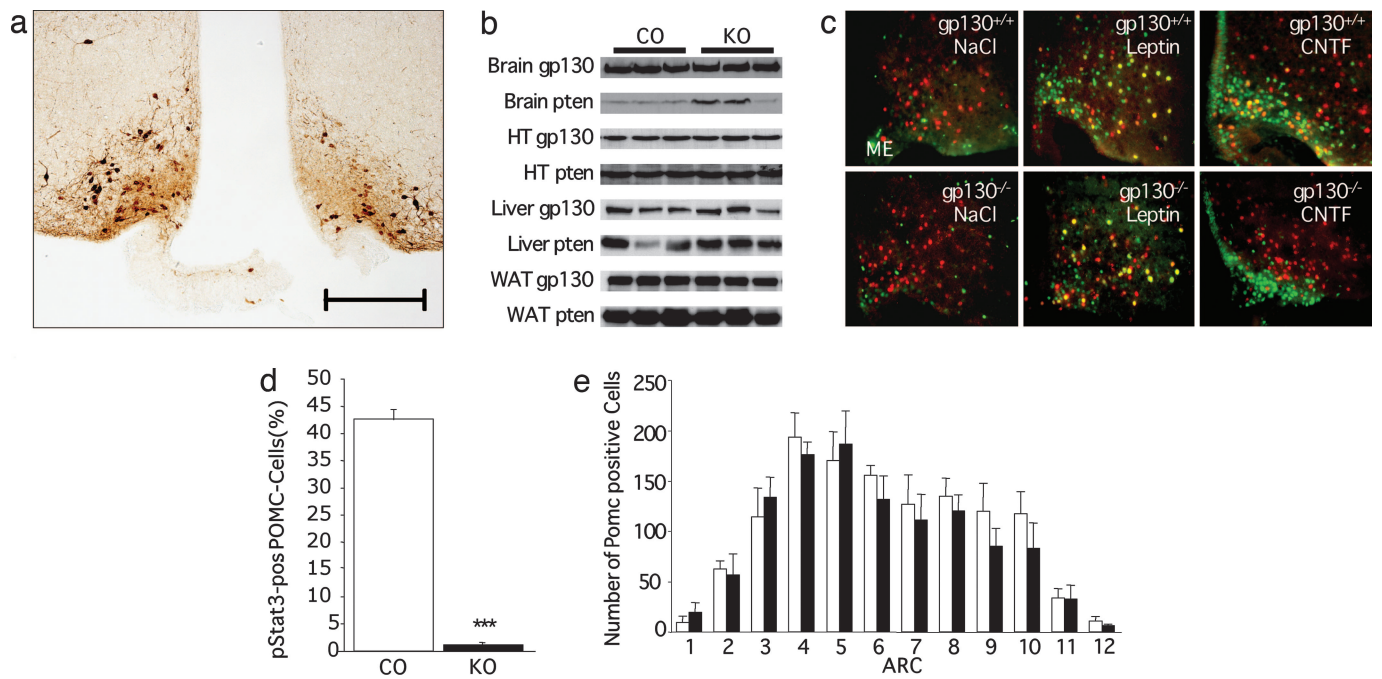 a
b
CO KO
Brain gp130
Brain pten
HT gp130
HT pten
Liver gp130
Liver pten
WAT gp130
WAT pten
c
gp130+/+
NaCl
ME
gp130+/+
Leptin
gp130+/+
CNTF
gp130-/-
NaCl
gp130-/-
Leptin
gp130-/-
CNTF
d
pStat3-pos POMC-Cells(%)
50
45
40
35
30
25
20
15
10
5
0
***
CO KO
e
Number of Pomc positive Cells
250
200
150
100
50
0
1 2 3 4 5 6 7 8 9 10 11 12
ARC